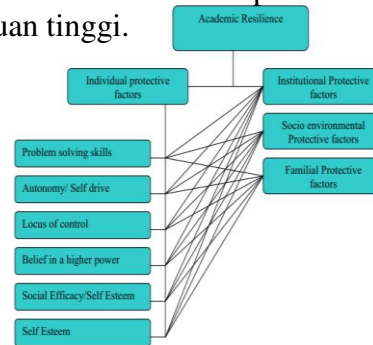 uan tinggi.
Academic Resilience
Individual protective
factors
Institutional Protective
factors
Socio environmental
Protective factors
Familial Protective
factors
Problem solving skills
Autonomy/ Self drive
Locus of control
Belief in a higher power
Social Efficacy/Self Esteem
Self Esteem